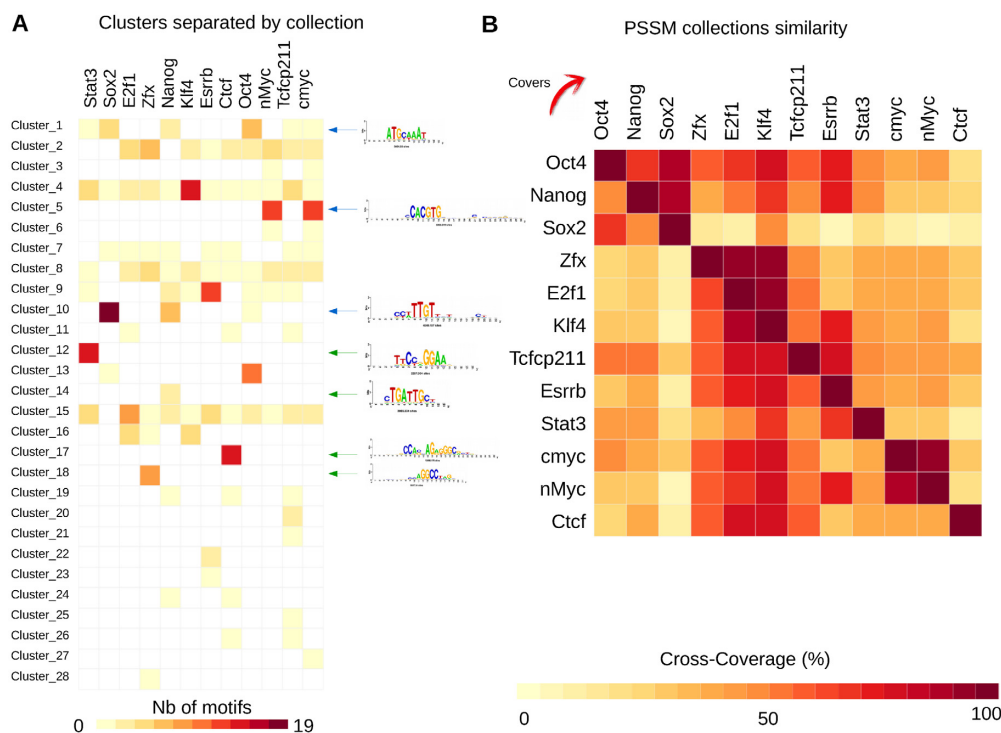 A
Clusters separated by collection
Stat3
Sox2
E2f1
Zfx
Nanog
Klf4
Esrrb
Ctcf
Oct4
nMyc
Tcfcp211
cmyc
Cluster_1
Cluster_2
Cluster_3
Cluster_4
Cluster_5
Cluster_6
Cluster_7
Cluster_8
Cluster_9
Cluster_10
Cluster_11
Cluster_12
Cluster_13
Cluster_14
Cluster_15
Cluster_16
Cluster_17
Cluster_18
Cluster_19
Cluster_20
Cluster_21
Cluster_22
Cluster_23
Cluster_24
Cluster_25
Cluster_26
Cluster_27
Cluster_28
Nb of motifs
0
19
B
PSSM collections similarity
Covers
Oct4
Nanog
Sox2
Zfx
E2f1
Klf4
Tcfcp211
Esrrb
Stat3
cmyc
nMyc
Ctcf
Oct4
Nanog
Sox2
Zfx
E2f1
Klf4
Tcfcp211
Esrrb
Stat3
cmyc
nMyc
Ctcf
Cross-Coverage (%)
0
50
100